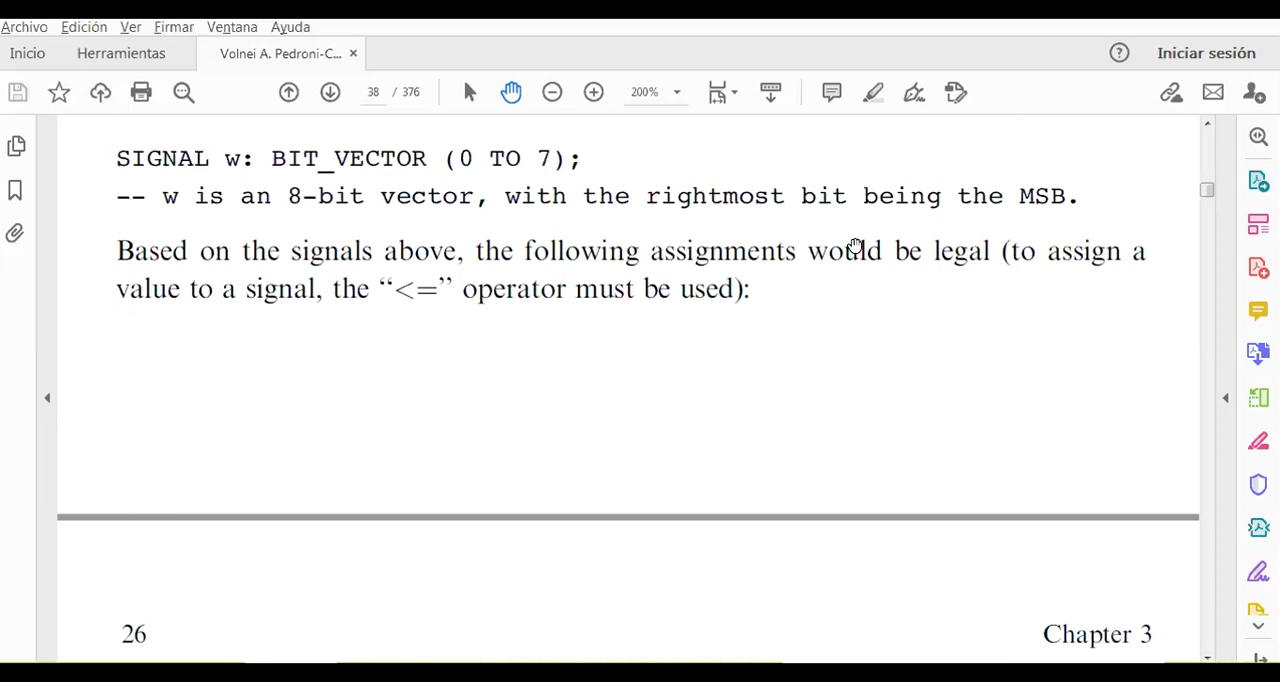 Archivo Edición Ver Firmar Ventana Ayuda
Inicio Herramientas Volnei A. Pedroni-C... × ? Iniciar sesión
38 / 376 200%
SIGNAL w: BIT_VECTOR (0 TO 7);
-- w is an 8-bit vector, with the rightmost bit being the MSB.
Based on the signals above, the following assignments would be legal (to assign a
value to a signal, the “<=” operator must be used):
26 Chapter 3